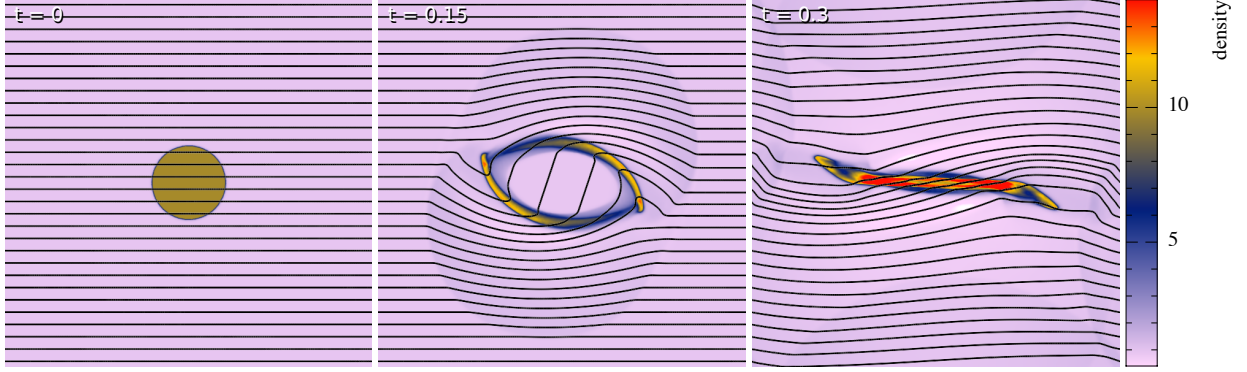 t = 0
t = 0.15
t = 0.3
density
10
5